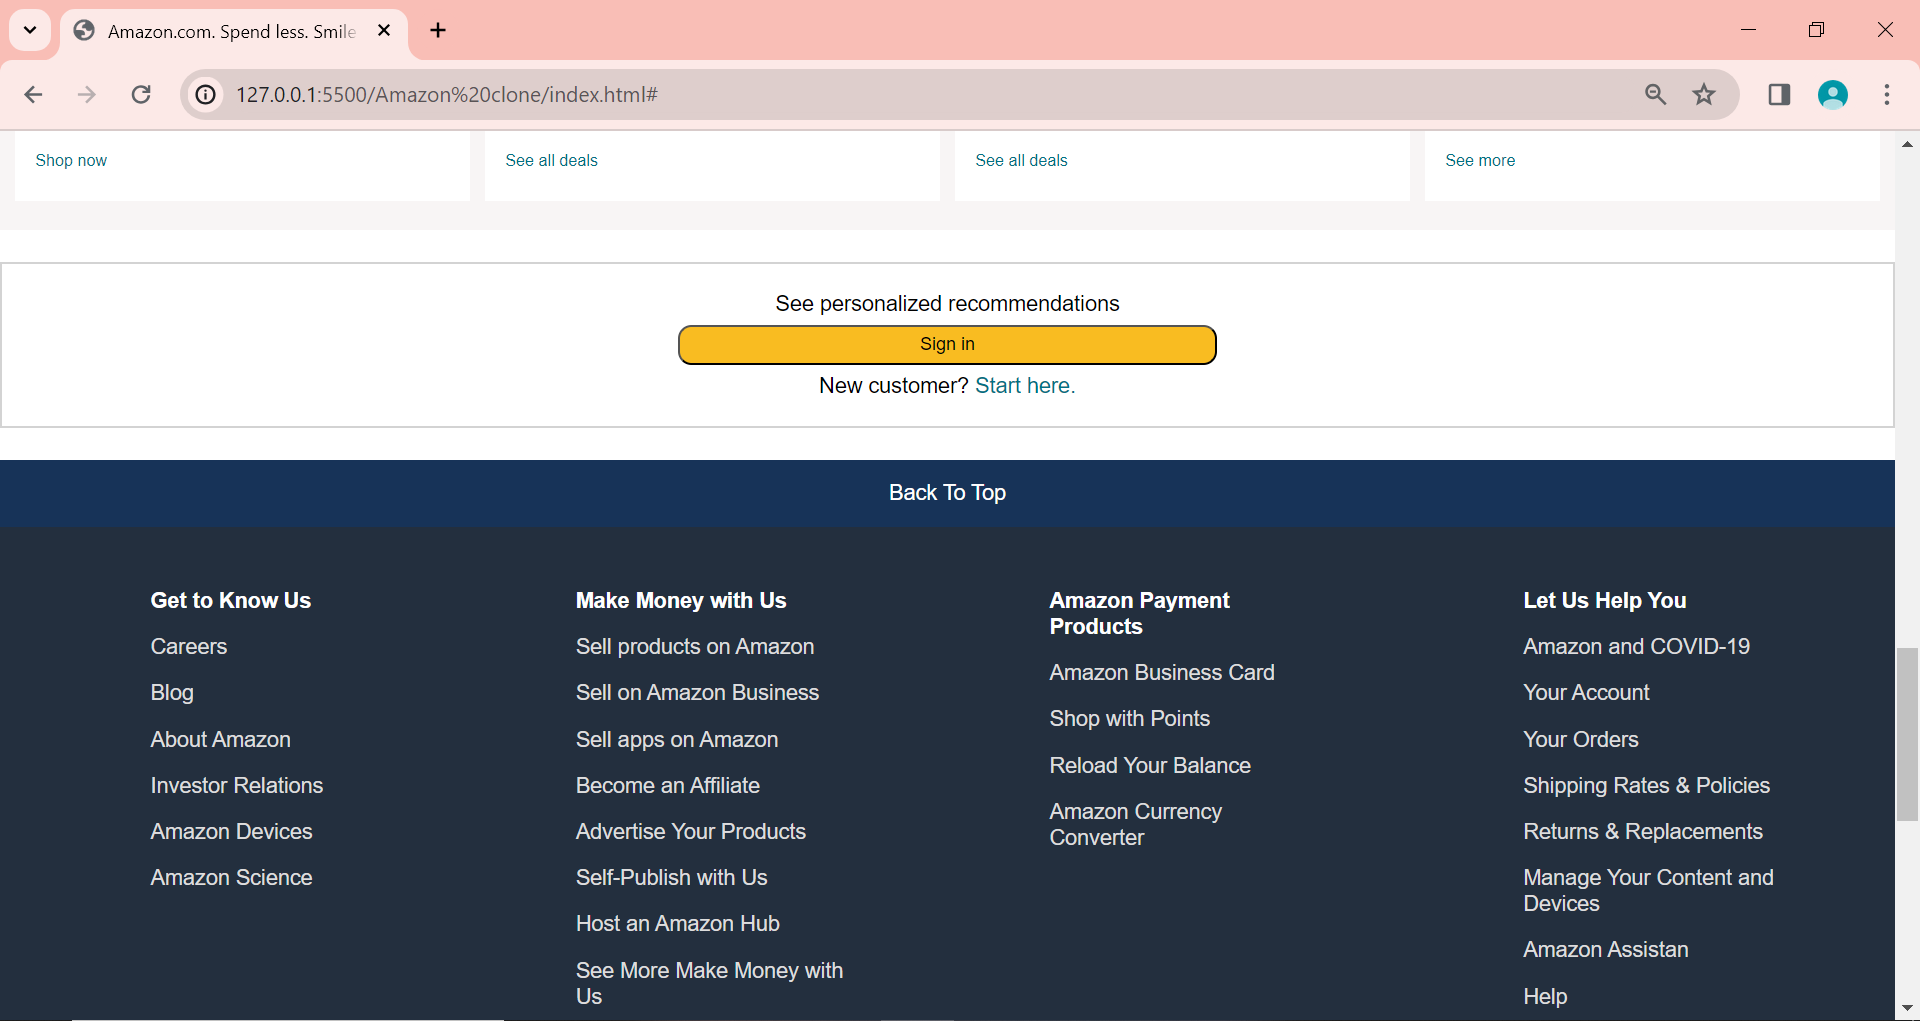 Amazon.com. Spend less. Smile
127.0.0.1:5500/Amazon%20clone/index.html#
Shop now
See all deals
See all deals
See more
See personalized recommendations
Sign in
New customer? Start here.
Back To Top
Get to Know Us
Careers
Blog
About Amazon
Investor Relations
Amazon Devices
Amazon Science
Make Money with Us
Sell products on Amazon
Sell on Amazon Business
Sell apps on Amazon
Become an Affiliate
Advertise Your Products
Self-Publish with Us
Host an Amazon Hub
See More Make Money with
Us
Amazon Payment
Products
Amazon Business Card
Shop with Points
Reload Your Balance
Amazon Currency
Converter
Let Us Help You
Amazon and COVID-19
Your Account
Your Orders
Shipping Rates & Policies
Returns & Replacements
Manage Your Content and
Devices
Amazon Assistan
Help